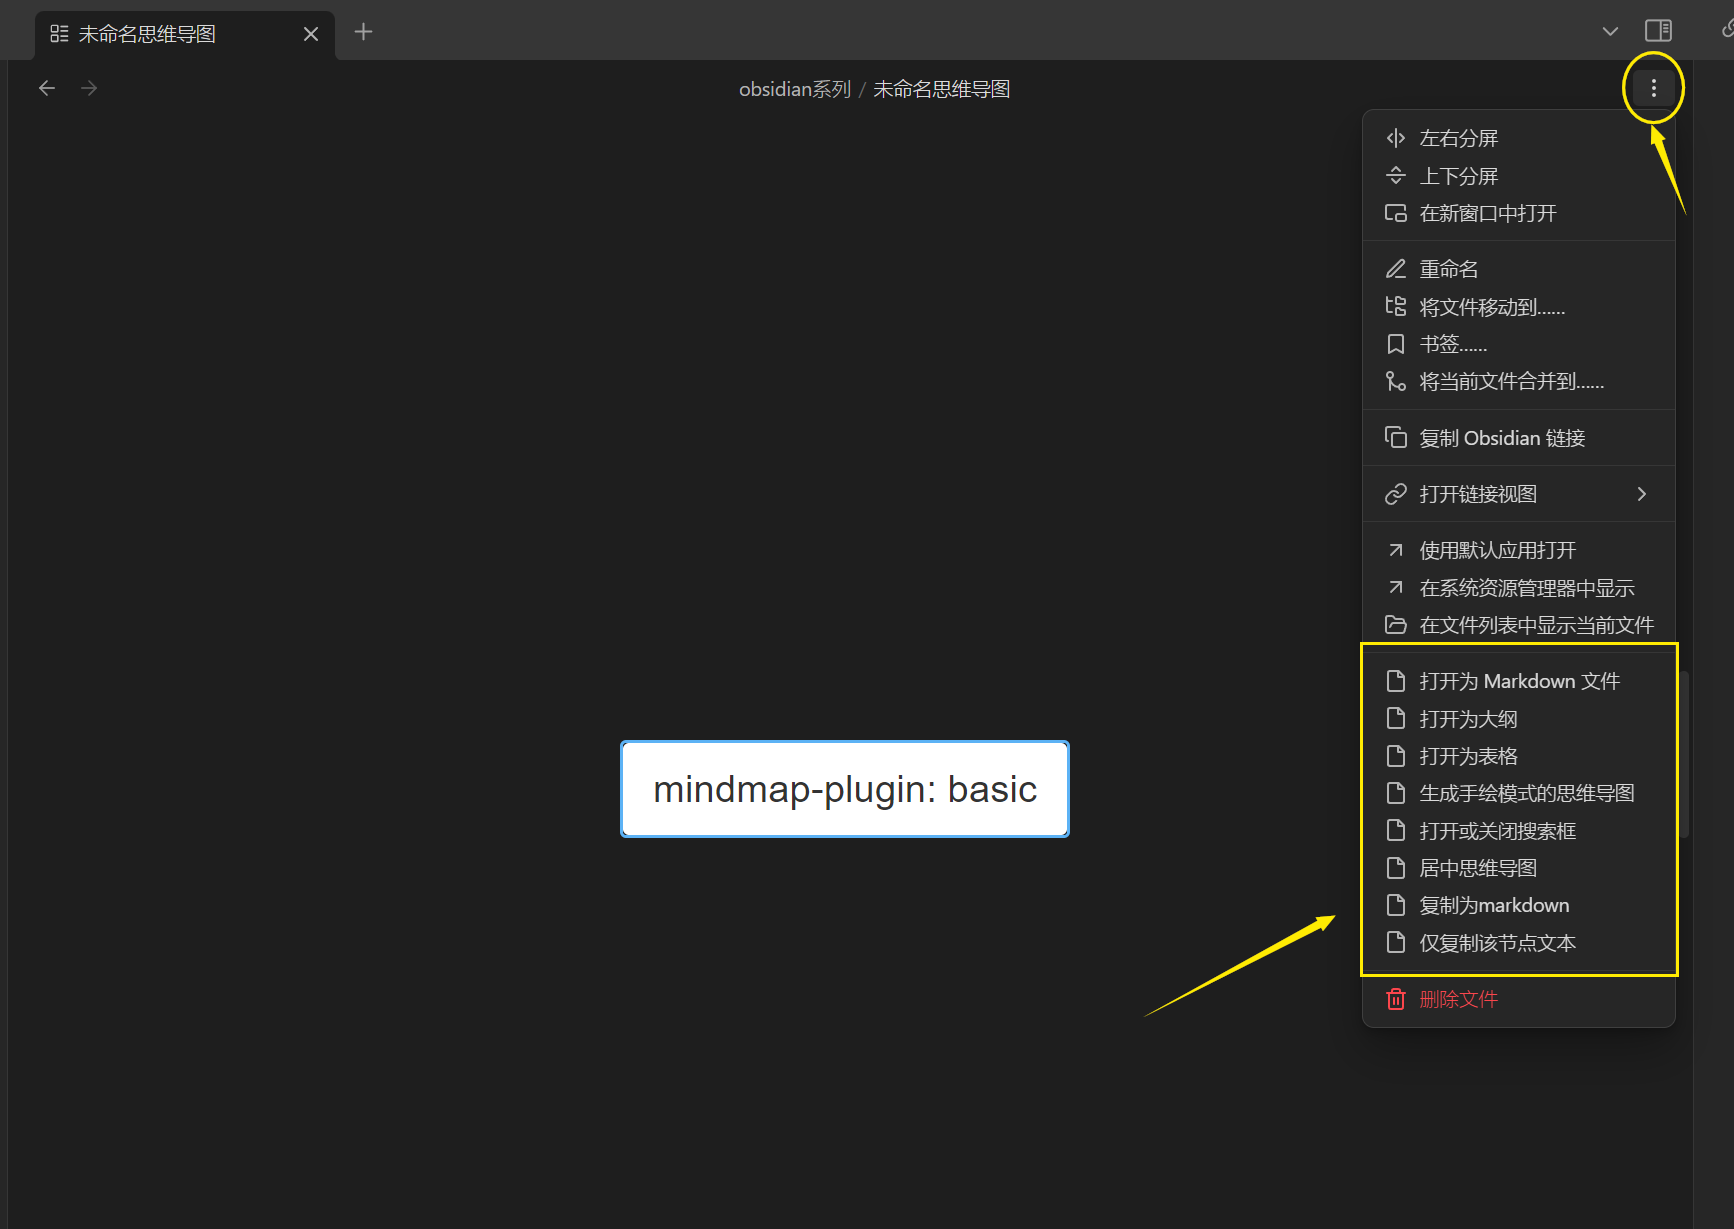 未命名思维导图
obsidian系列 / 未命名思维导图
左右分屏
上下分屏
在新窗口中打开
重命名
将文件移动到......
书签......
将当前文件合并到......
复制 Obsidian 链接
打开链接视图
使用默认应用打开
在系统资源管理器中显示
在文件列表中显示当前文件
打开为 Markdown 文件
打开为大纲
打开为表格
生成手绘模式的思维导图
打开或关闭搜索框
居中思维导图
复制为markdown
仅复制该节点文本
删除文件
mindmap-plugin: basic